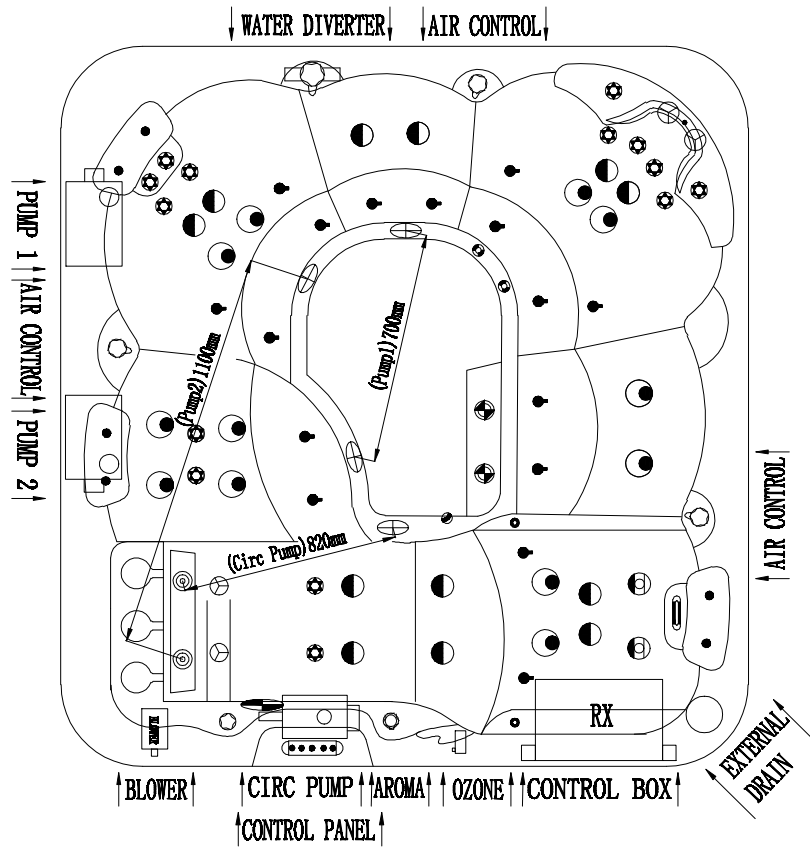 WATER DIVERTER
AIR CONTROL
PUMP 1
AIR CONTROL
PUMP 2
(Pump2)1100mm
(Pump1)700mm
(Circ Pump)820mm
AIR CONTROL
BLOWER
RX
EXTERNAL
DRAIN
BLOWER
CIRC PUMP
AROMA
OZONE
CONTROL BOX
CONTROL PANEL